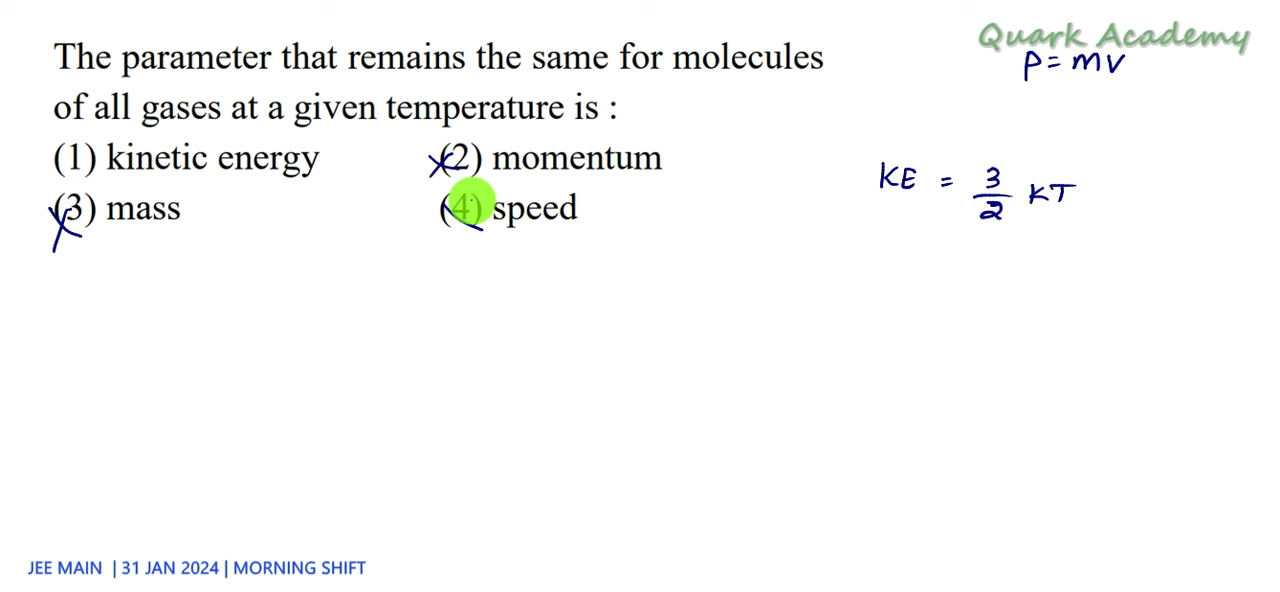 Quark Academy
The parameter that remains the same for molecules
of all gases at a given temperature is :
(1) kinetic energy (2) momentum
(3) mass (4) speed
P = mv
KE = 3/2 KT
JEE MAIN | 31 JAN 2024 | MORNING SHIFT